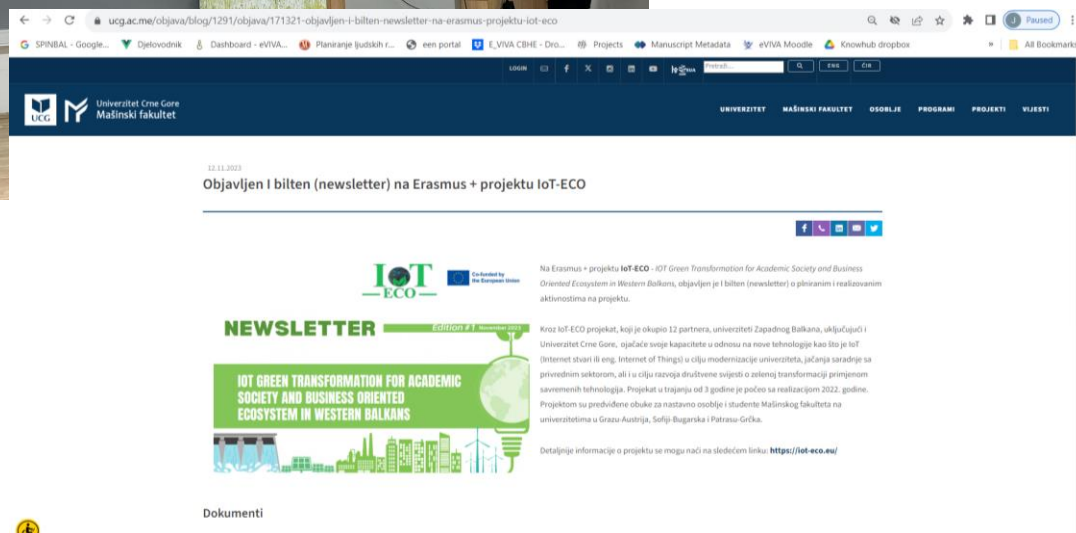 ucg.ac.me/objava/blog/1291/objava/171321-objavljen-i-bilten-newsletter-na-erasmus-projektu-iot-eco
Paused
SPINBAL - Google... Djelovodnik Dashboard - eVIVA... Planiranje ljudskih r... een portal E_VIVA CBHE - Dro... Projects Manuscript Metadata eVIVA Moodle Knowhub dropbox » All Bookmarks
LOGIN Pretraži... ENG ĆIR
UCG
Univerzitet Crne Gore
Mašinski fakultet
UNIVERZITET MAŠINSKI FAKULTET OSOBLJE PROGRAMI PROJEKTI VIJESTI
12.11.2023
Objavljen I bilten (newsletter) na Erasmus + projektu IoT-ECO
IoT
ECO
Co-funded by
the European Union
NEWSLETTER
Edition #1 November 2023
IOT GREEN TRANSFORMATION FOR ACADEMIC
SOCIETY AND BUSINESS ORIENTED
ECOSYSTEM IN WESTERN BALKANS
Na Erasmus + projektu IoT-ECO - IOT Green Transformation for Academic Society and Business
Oriented Ecosystem in Western Balkans, objavljen je I bilten (newsletter) o plniranim i realizovanim
aktivnostima na projektu.
Kroz IoT-ECO projekat, koji je okupio 12 partnera, univerziteti Zapadnog Balkana, uključujući i
Univerzitet Crne Gore, ojačaće svoje kapacitete u odnosu na nove tehnologije kao što je IoT
(Internet stvari ili eng. Internet of Things) u cilju modernizacije univerziteta, jačanja saradnje sa
privrednim sektorom, ali i u cilju razvoja društvene svijesti o zelenoj transformaciji primjenom
savremenih tehnologija. Projekat u trajanju od 3 godine je počeo sa realizacijom 2022. godine.
Projektom su predviđene obuke za nastavno osoblje i studente Mašinskog fakulteta na
univerzitetima u Grazu-Austrija, Sofiji-Bugarska i Patrasu-Grčka.
Detaljnije informacije o projektu se mogu naći na sledećem linku: https://iot-eco.eu/
Dokumenti